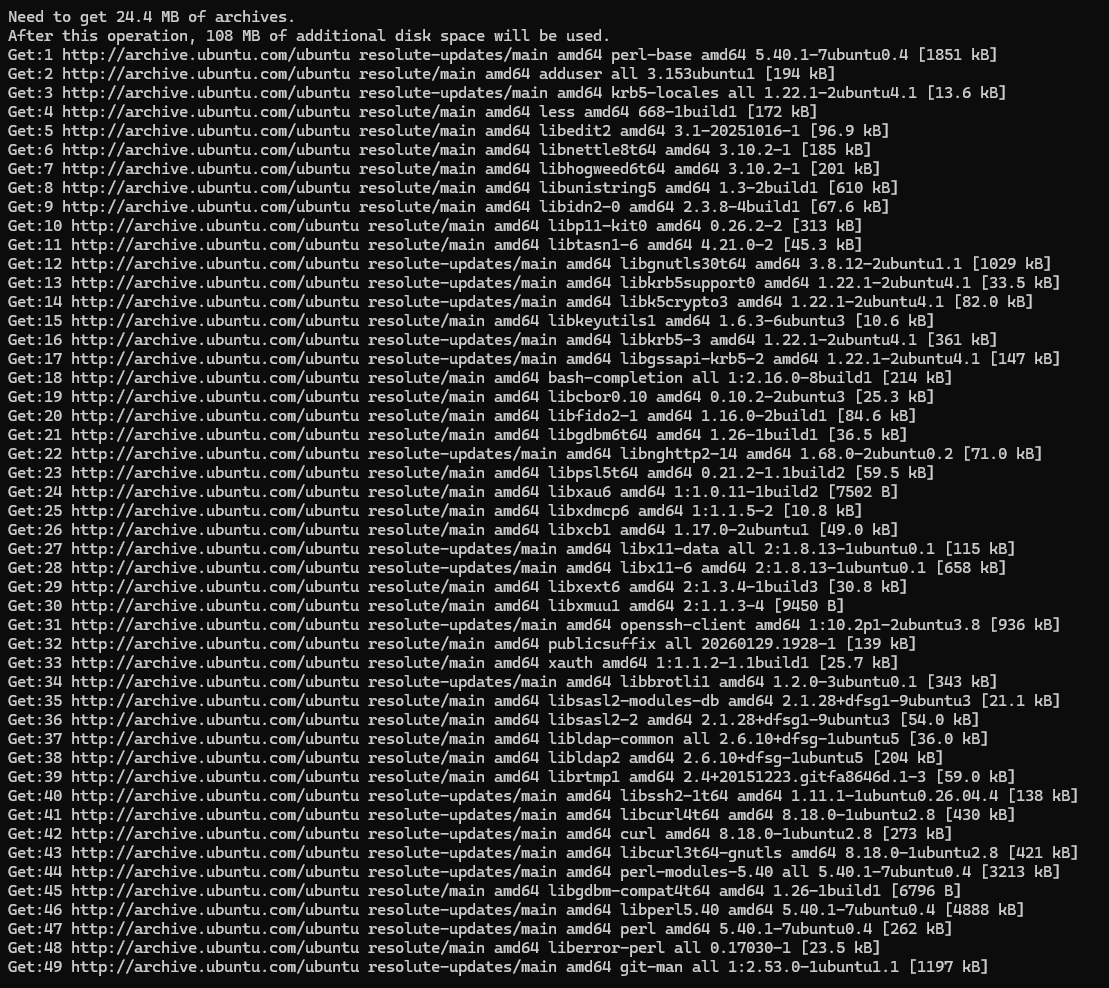 Need to get 24.4 MB of archives.
After this operation, 108 MB of additional disk space will be used.
Get:1 http://archive.ubuntu.com/ubuntu resolute-updates/main amd64 perl-base amd64 5.40.1-7ubuntu0.4 [1851 kB]
Get:2 http://archive.ubuntu.com/ubuntu resolute/main amd64 adduser all 3.153ubuntu1 [194 kB]
Get:3 http://archive.ubuntu.com/ubuntu resolute-updates/main amd64 krb5-locales all 1.22.1-2ubuntu4.1 [13.6 kB]
Get:4 http://archive.ubuntu.com/ubuntu resolute/main amd64 less amd64 668-1build1 [172 kB]
Get:5 http://archive.ubuntu.com/ubuntu resolute/main amd64 libedit2 amd64 3.1-20251016-1 [96.9 kB]
Get:6 http://archive.ubuntu.com/ubuntu resolute/main amd64 libnettle8t64 amd64 3.10.2-1 [185 kB]
Get:7 http://archive.ubuntu.com/ubuntu resolute/main amd64 libhogweed6t64 amd64 3.10.2-1 [201 kB]
Get:8 http://archive.ubuntu.com/ubuntu resolute/main amd64 libunistring5 amd64 1.3-2build1 [610 kB]
Get:9 http://archive.ubuntu.com/ubuntu resolute/main amd64 libidn2-0 amd64 2.3.8-4build1 [67.6 kB]
Get:10 http://archive.ubuntu.com/ubuntu resolute/main amd64 libp11-kit0 amd64 0.26.2-2 [313 kB]
Get:11 http://archive.ubuntu.com/ubuntu resolute/main amd64 libtasn1-6 amd64 4.21.0-2 [45.3 kB]
Get:12 http://archive.ubuntu.com/ubuntu resolute-updates/main amd64 libgnutls30t64 amd64 3.8.12-2ubuntu1.1 [1029 kB]
Get:13 http://archive.ubuntu.com/ubuntu resolute-updates/main amd64 libkrb5support0 amd64 1.22.1-2ubuntu4.1 [33.5 kB]
Get:14 http://archive.ubuntu.com/ubuntu resolute-updates/main amd64 libk5crypto3 amd64 1.22.1-2ubuntu4.1 [82.0 kB]
Get:15 http://archive.ubuntu.com/ubuntu resolute/main amd64 libkeyutils1 amd64 1.6.3-6ubuntu3 [10.6 kB]
Get:16 http://archive.ubuntu.com/ubuntu resolute-updates/main amd64 libkrb5-3 amd64 1.22.1-2ubuntu4.1 [361 kB]
Get:17 http://archive.ubuntu.com/ubuntu resolute-updates/main amd64 libgssapi-krb5-2 amd64 1.22.1-2ubuntu4.1 [147 kB]
Get:18 http://archive.ubuntu.com/ubuntu resolute/main amd64 bash-completion all 1:2.16.0-8build1 [214 kB]
Get:19 http://archive.ubuntu.com/ubuntu resolute/main amd64 libcbor0.10 amd64 0.10.2-2ubuntu3 [25.3 kB]
Get:20 http://archive.ubuntu.com/ubuntu resolute/main amd64 libfido2-1 amd64 1.16.0-2build1 [84.6 kB]
Get:21 http://archive.ubuntu.com/ubuntu resolute/main amd64 libgdbm6t64 amd64 1.26-1build1 [36.5 kB]
Get:22 http://archive.ubuntu.com/ubuntu resolute-updates/main amd64 libnghttp2-14 amd64 1.68.0-2ubuntu0.2 [71.0 kB]
Get:23 http://archive.ubuntu.com/ubuntu resolute/main amd64 libpsl5t64 amd64 0.21.2-1.1build2 [59.5 kB]
Get:24 http://archive.ubuntu.com/ubuntu resolute/main amd64 libxau6 amd64 1:1.0.11-1build2 [7502 B]
Get:25 http://archive.ubuntu.com/ubuntu resolute/main amd64 libxdmcp6 amd64 1:1.1.5-2 [10.8 kB]
Get:26 http://archive.ubuntu.com/ubuntu resolute/main amd64 libxcb1 amd64 1.17.0-2ubuntu1 [49.0 kB]
Get:27 http://archive.ubuntu.com/ubuntu resolute-updates/main amd64 libx11-data all 2:1.8.13-1ubuntu0.1 [115 kB]
Get:28 http://archive.ubuntu.com/ubuntu resolute-updates/main amd64 libx11-6 amd64 2:1.8.13-1ubuntu0.1 [658 kB]
Get:29 http://archive.ubuntu.com/ubuntu resolute/main amd64 libxext6 amd64 2:1.3.4-1build3 [30.8 kB]
Get:30 http://archive.ubuntu.com/ubuntu resolute/main amd64 libxmuu1 amd64 2:1.1.3-4 [9450 B]
Get:31 http://archive.ubuntu.com/ubuntu resolute-updates/main amd64 openssh-client amd64 1:10.2p1-2ubuntu3.8 [936 kB]
Get:32 http://archive.ubuntu.com/ubuntu resolute/main amd64 publicsuffix all 20260129.1928-1 [139 kB]
Get:33 http://archive.ubuntu.com/ubuntu resolute/main amd64 xauth amd64 1:1.1.2-1.1build1 [25.7 kB]
Get:34 http://archive.ubuntu.com/ubuntu resolute/main amd64 libbrotli1 amd64 1.2.0-3ubuntu0.1 [343 kB]
Get:35 http://archive.ubuntu.com/ubuntu resolute/main amd64 libsasl2-modules-db amd64 2.1.28+dfsg1-9ubuntu3 [21.1 kB]
Get:36 http://archive.ubuntu.com/ubuntu resolute/main amd64 libsasl2-2 amd64 2.1.28+dfsg1-9ubuntu3 [54.0 kB]
Get:37 http://archive.ubuntu.com/ubuntu resolute/main amd64 libldap-common all 2.6.10+dfsg-1ubuntu5 [36.0 kB]
Get:38 http://archive.ubuntu.com/ubuntu resolute/main amd64 libldap2 amd64 2.6.10+dfsg-1ubuntu5 [204 kB]
Get:39 http://archive.ubuntu.com/ubuntu resolute/main amd64 librtmp1 amd64 2.4+20151223.gitfa8646d.1-3 [59.0 kB]
Get:40 http://archive.ubuntu.com/ubuntu resolute-updates/main amd64 libssh2-1t64 amd64 1.11.1-1ubuntu0.26.04.4 [138 kB]
Get:41 http://archive.ubuntu.com/ubuntu resolute-updates/main amd64 libcurl4t64 amd64 8.18.0-1ubuntu2.8 [430 kB]
Get:42 http://archive.ubuntu.com/ubuntu resolute-updates/main amd64 curl amd64 8.18.0-1ubuntu2.8 [273 kB]
Get:43 http://archive.ubuntu.com/ubuntu resolute-updates/main amd64 libcurl3t64-gnutls amd64 8.18.0-1ubuntu2.8 [421 kB]
Get:44 http://archive.ubuntu.com/ubuntu resolute-updates/main amd64 perl-modules-5.40 all 5.40.1-7ubuntu0.4 [3213 kB]
Get:45 http://archive.ubuntu.com/ubuntu resolute/main amd64 libgdbm-compat4t64 amd64 1.26-1build1 [6796 B]
Get:46 http://archive.ubuntu.com/ubuntu resolute-updates/main amd64 libperl5.40 amd64 5.40.1-7ubuntu0.4 [4888 kB]
Get:47 http://archive.ubuntu.com/ubuntu resolute-updates/main amd64 perl amd64 5.40.1-7ubuntu0.4 [262 kB]
Get:48 http://archive.ubuntu.com/ubuntu resolute/main amd64 liberror-perl all 0.17030-1 [23.5 kB]
Get:49 http://archive.ubuntu.com/ubuntu resolute-updates/main amd64 git-man all 1:2.53.0-1ubuntu1.1 [1197 kB]